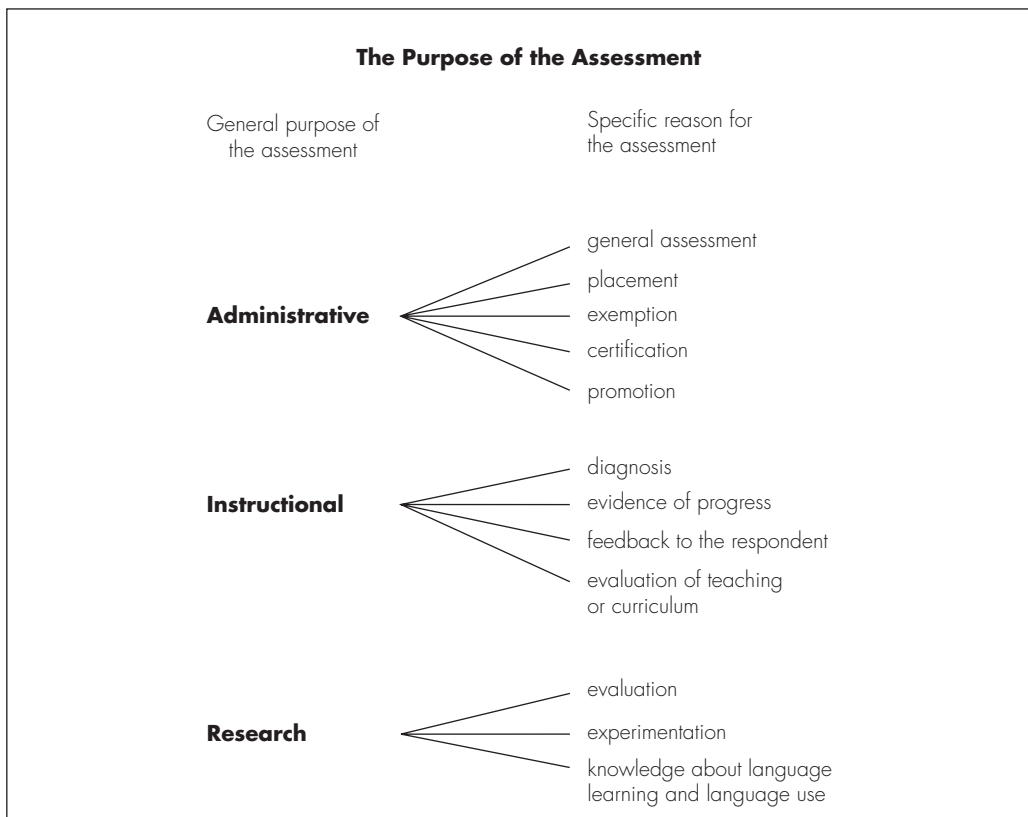 The Purpose of the Assessment
General purpose of
the assessment
Specific reason for
the assessment
Administrative
general assessment
placement
exemption
certification
promotion
Instructional
diagnosis
evidence of progress
feedback to the respondent
evaluation of teaching
or curriculum
Research
evaluation
experimentation
knowledge about language
learning and language use